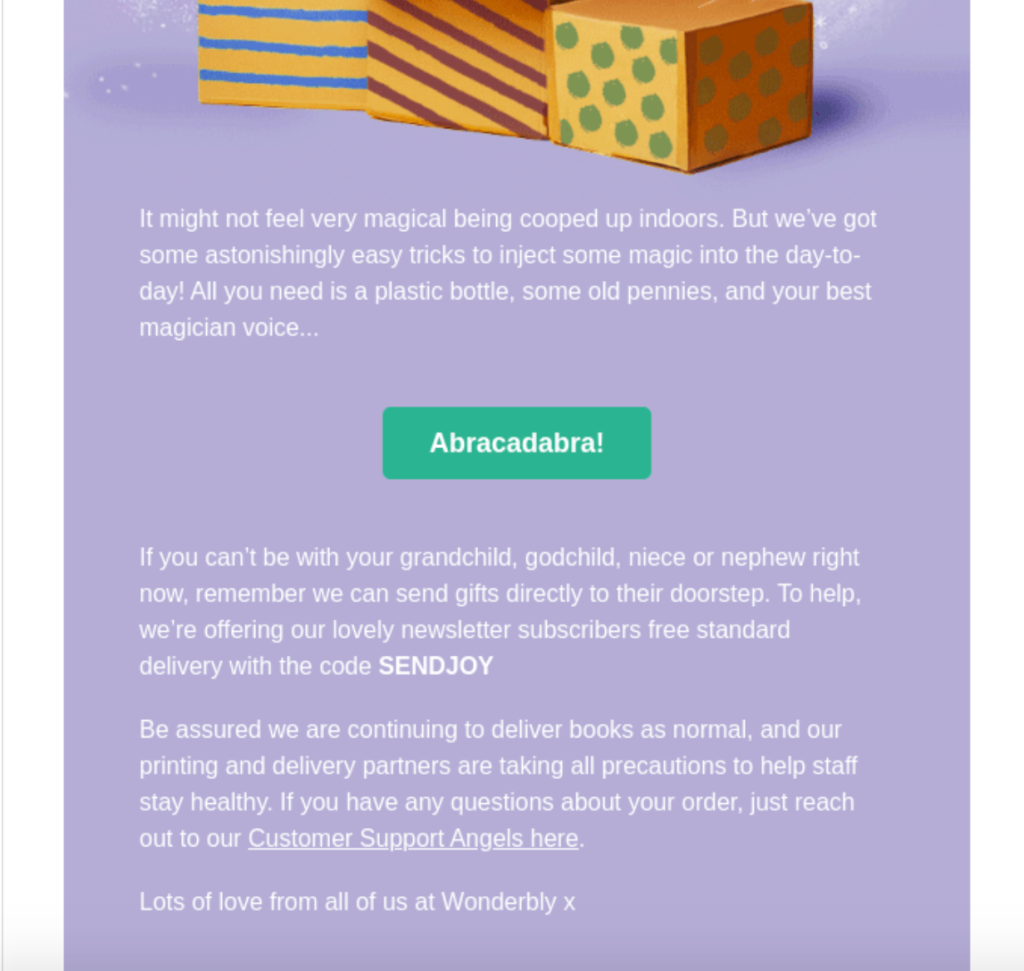 It might not feel very magical being cooped up indoors. But we’ve got
some astonishingly easy tricks to inject some magic into the day-to-
day! All you need is a plastic bottle, some old pennies, and your best
magician voice...
Abracadabra!
If you can’t be with your grandchild, godchild, niece or nephew right
now, remember we can send gifts directly to their doorstep. To help,
we’re offering our lovely newsletter subscribers free standard
delivery with the code SENDJOY
Be assured we are continuing to deliver books as normal, and our
printing and delivery partners are taking all precautions to help staff
stay healthy. If you have any questions about your order, just reach
out to our Customer Support Angels here.
Lots of love from all of us at Wonderbly x